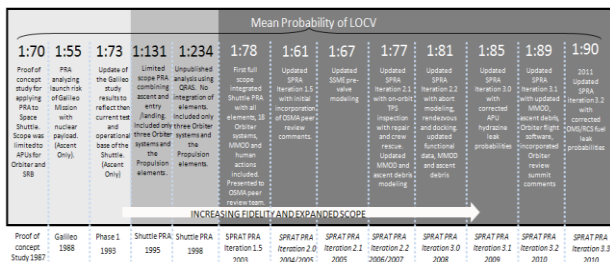 Mean Probability of LOCV
1:70
Proof of
concept study
for applying
PRA to Space
Shuttle. Scope
was limited to
APUs for
Orbiter and
SRB
1:55
PRA
analyzing
launch risk
of Galileo
Mission
with
nuclear
payload.
(Ascent
Only).
1:73
Update of the
Galileo study
results to
reflect then
current test
and
operational
base of the
Shuttle.
(Ascent Only)
1:131
Limited
scope PRA
combining
ascent and
entry
/landing.
Included only
three Orbiter
systems and
the
Propulsion
elements.
1:234
Unpublished
analysis using
QRAS. No
integration of
elements.
Included only
three Orbiter
systems and
the Propulsion
elements.
1:78
First full
scope
integrated
Shuttle PRA
with all
elements, 18
Orbiter
systems,
MMOD and
human
actions
included.
Presented to
OSMA peer
review team.
1:61
Updated
SPRA
Iteration 1.5
with initial
incorporation
of OSMA peer
review
comments.
1:67
Updated
SSME pre-
valve
modeling
1:77
Updated SPRA
Iteration 2.1
with on-orbit
TPS
inspection
with repair
and crew
rescue.
Updated
MMOD and
ascent debris
modeling
1:81
Updated SPRA
Iteration 2.2
with abort
modeling,
rendezvous
and docking,
updated
functional
data, MMOD
and ascent
debris
1:85
Updated SPRA
Iteration 3.0
with
corrected
APU
hydrazine
leak
probabilities
1:89
Updating SPRA
Iteration 3.1
with updated
MMOD,
ascent debris,
Orbiter flight
software,
incorporated
Orbiter
review
summit
comments
1:90
2011
Updated
SPRA
iteration 3.2
with
corrected
OMS/RCS fuel
leak
probabilities
INCREASING FIDELITY AND EXPANDED SCOPE
Proof of
concept
Study 1987
Galileo
1988
Phase 1
1993
Shuttle PRA
1995
Shuttle PRA
1998
SPRAT PRA
Iteration 1.5
2003
SPRAT PRA
Iteration 2.0
2004/2005
SPRAT PRA
Iteration 2.1
2005
SPRAT PRA
Iteration 2.2
2006/2007
SPRAT PRA
Iteration 3.0
2008
SPRAT PRA
Iteration 3.1
2009
SPRAT PRA
Iteration 3.2
2010
SPRAT PRA
Iteration 3.3
2010